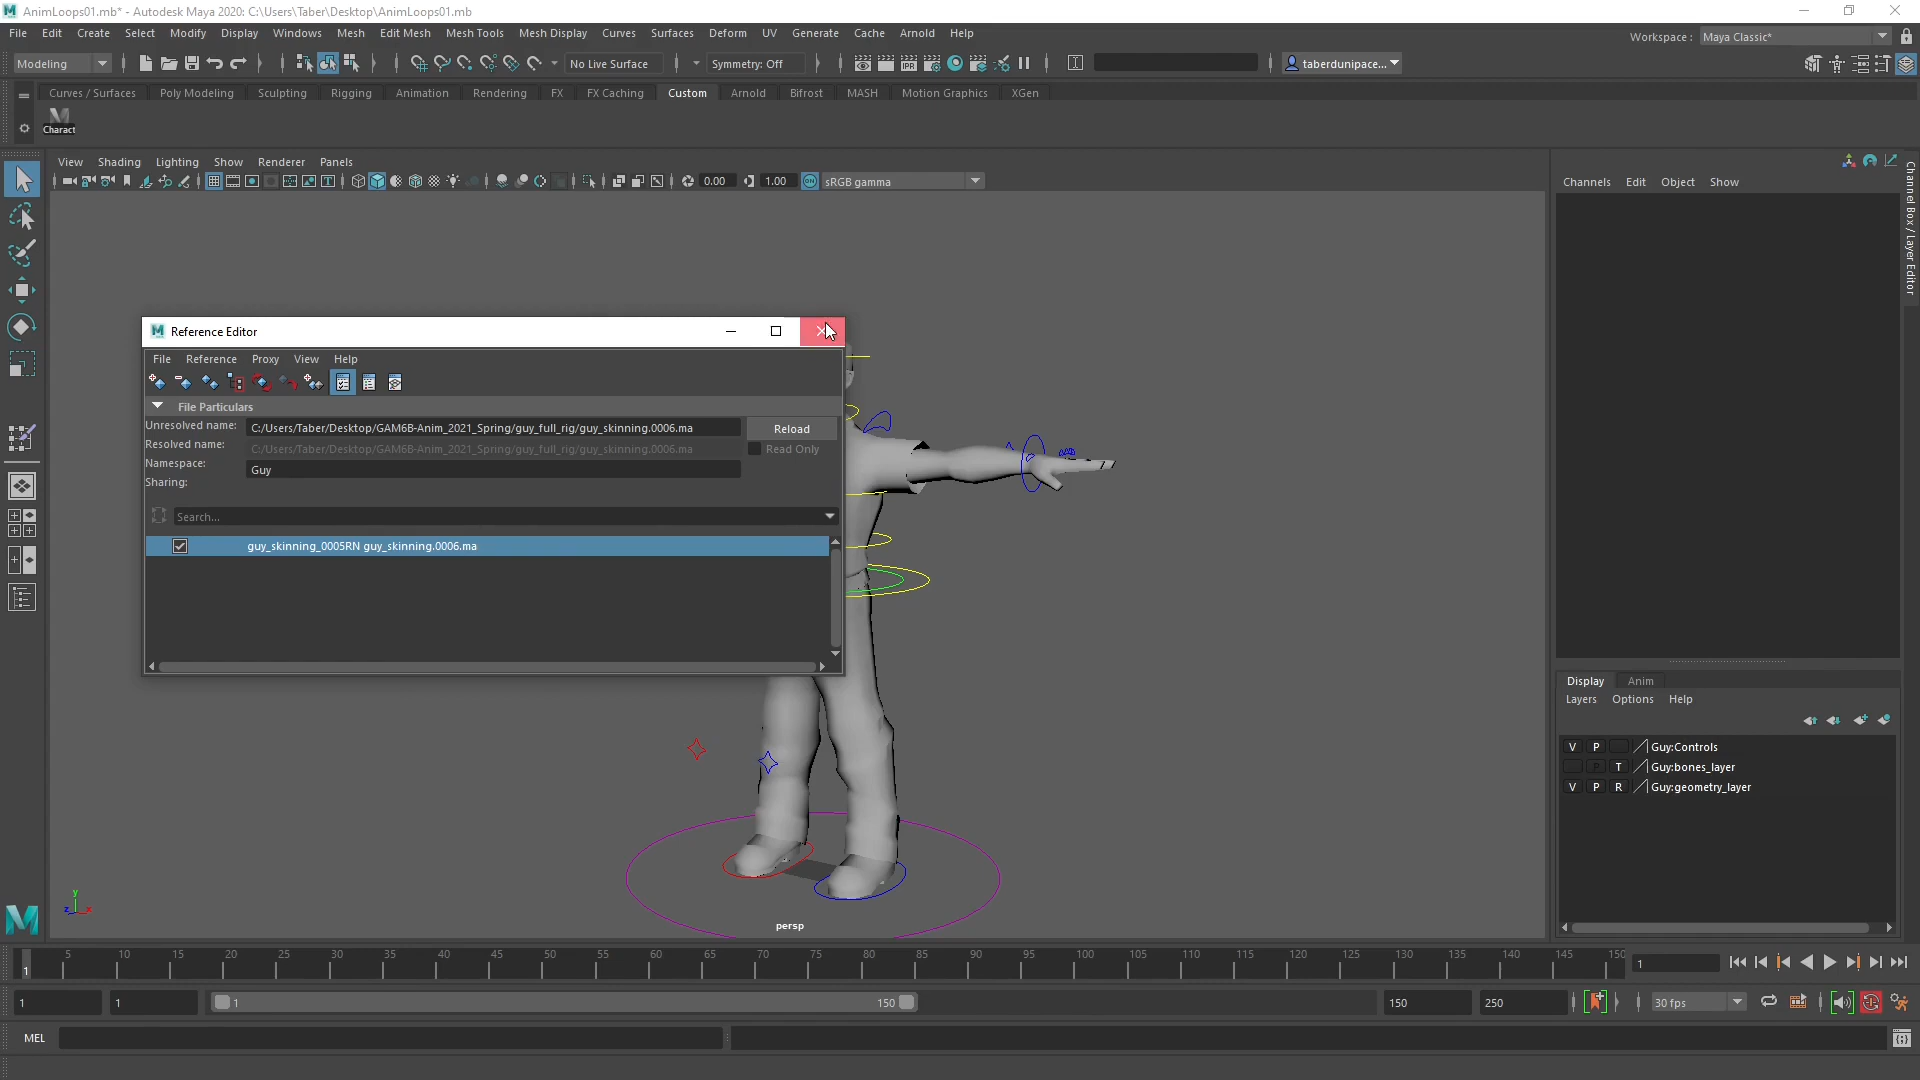 AnimLoops01.mb* - Autodesk Maya 2020: C:\Users\Taber\Desktop\AnimLoops01.mb
File Edit Create Select Modify Display Windows Mesh Edit Mesh Mesh Tools Mesh Display Curves Surfaces Deform UV Generate Cache Arnold Help
Workspace : Maya Classic*
Modeling No Live Surface Symmetry: Off taberdunipace...
Curves / Surfaces Poly Modeling Sculpting Rigging Animation Rendering FX FX Caching Custom Arnold Bifrost MASH Motion Graphics XGen
Charact
View Shading Lighting Show Renderer Panels
0.00 1.00 sRGB gamma
Channels Edit Object Show
Channel Box / Layer Editor
Reference Editor
File Reference Proxy View Help
File Particulars
Unresolved name: C:/Users/Taber/Desktop/GAM6B-Anim_2021_Spring/guy_full_rig/guy_skinning.0006.ma Reload
Resolved name: C:/Users/Taber/Desktop/GAM6B-Anim_2021_Spring/guy_full_rig/guy_skinning.0006.ma Read Only
Namespace: Guy
Sharing:
Search...
guy_skinning_0005RN guy_skinning.0006.ma
Display Anim
Layers Options Help
V P Guy:Controls
P T Guy:bones_layer
V P R Guy:geometry_layer
y
z x
persp
5 10 15 20 25 30 35 40 45 50 55 60 65 70 75 80 85 90 95 100 105 110 115 120 125 130 135 140 145 150
1 1
1 1 1 150 150 250 30 fps
MEL